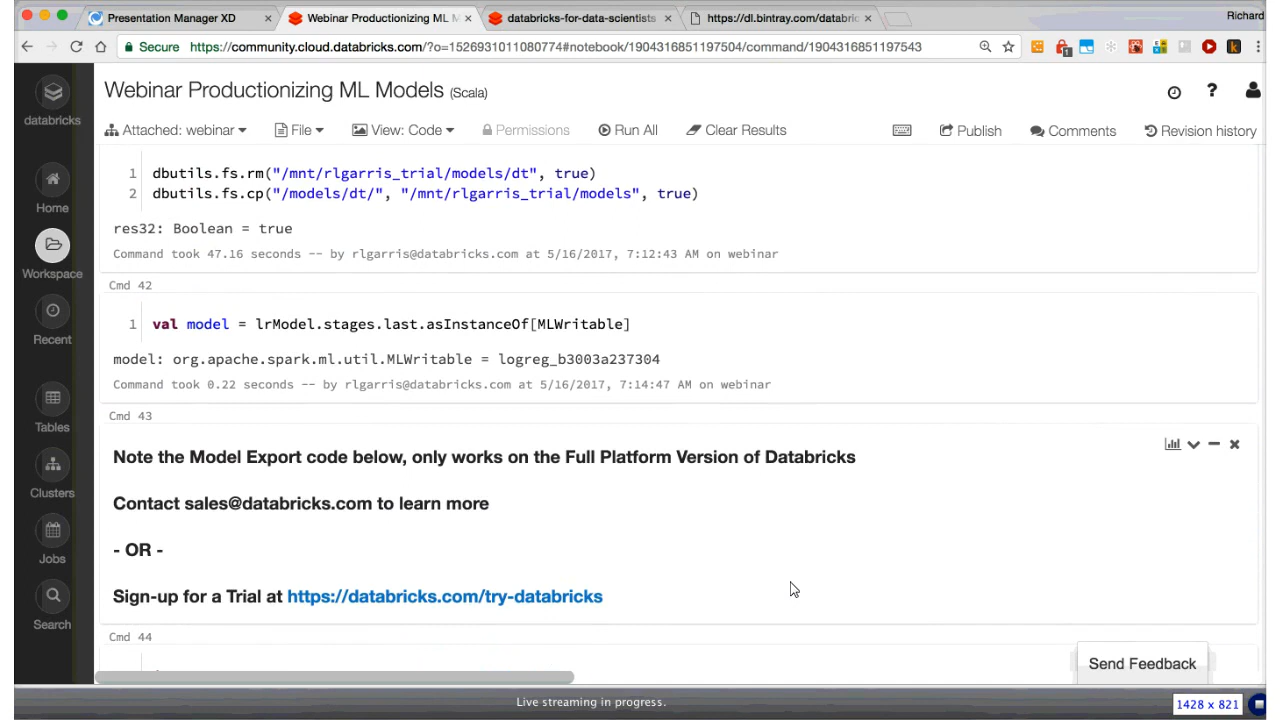 Presentation Manager XD
Webinar Productionizing ML M
databricks-for-data-scientists
https://dl.bintray.com/databric
Richard
Secure https://community.cloud.databricks.com/?o=1526931011080774#notebook/1904316851197504/command/1904316851197543
Webinar Productionizing ML Models (Scala)
databricks
Attached: webinar File View: Code Permissions Run All Clear Results Publish Comments Revision history
Home
Workspace
Recent
Tables
Clusters
Jobs
Search
1 dbutils.fs.rm("/mnt/rlgarris_trial/models/dt", true)
2 dbutils.fs.cp("/models/dt/", "/mnt/rlgarris_trial/models", true)
res32: Boolean = true
Command took 47.16 seconds -- by rlgarris@databricks.com at 5/16/2017, 7:12:43 AM on webinar
Cmd 42
1 val model = lrModel.stages.last.asInstanceOf[MLWritable]
model: org.apache.spark.ml.util.MLWritable = logreg_b3003a237304
Command took 0.22 seconds -- by rlgarris@databricks.com at 5/16/2017, 7:14:47 AM on webinar
Cmd 43
Note the Model Export code below, only works on the Full Platform Version of Databricks
Contact sales@databricks.com to learn more
- OR -
Sign-up for a Trial at https://databricks.com/try-databricks
Cmd 44
Send Feedback
Live streaming in progress.
1428 x 821